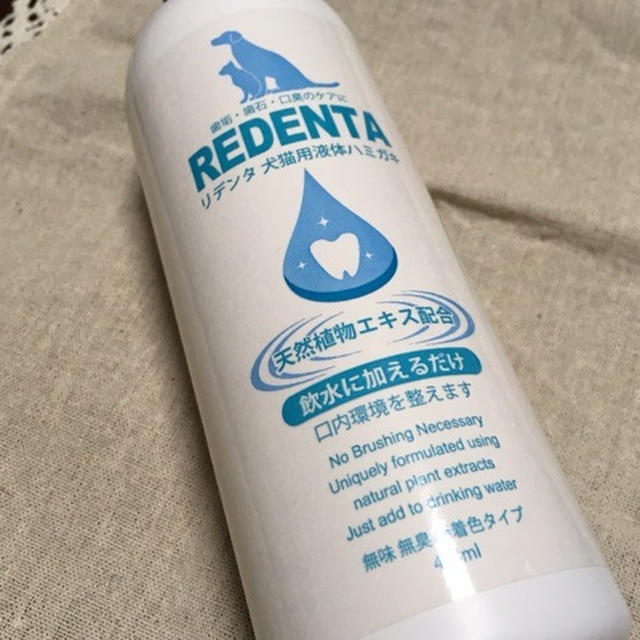 歯垢・歯石・口臭のケアに
REDENTA
リデンタ 犬猫用液体ハミガキ
天然植物エキス配合
飲水に加えるだけ
口内環境を整えます
No Brushing Necessary
Uniquely formulated using
natural plant extracts
Just add to drinking water
無味 無臭 着色タイプ
ml